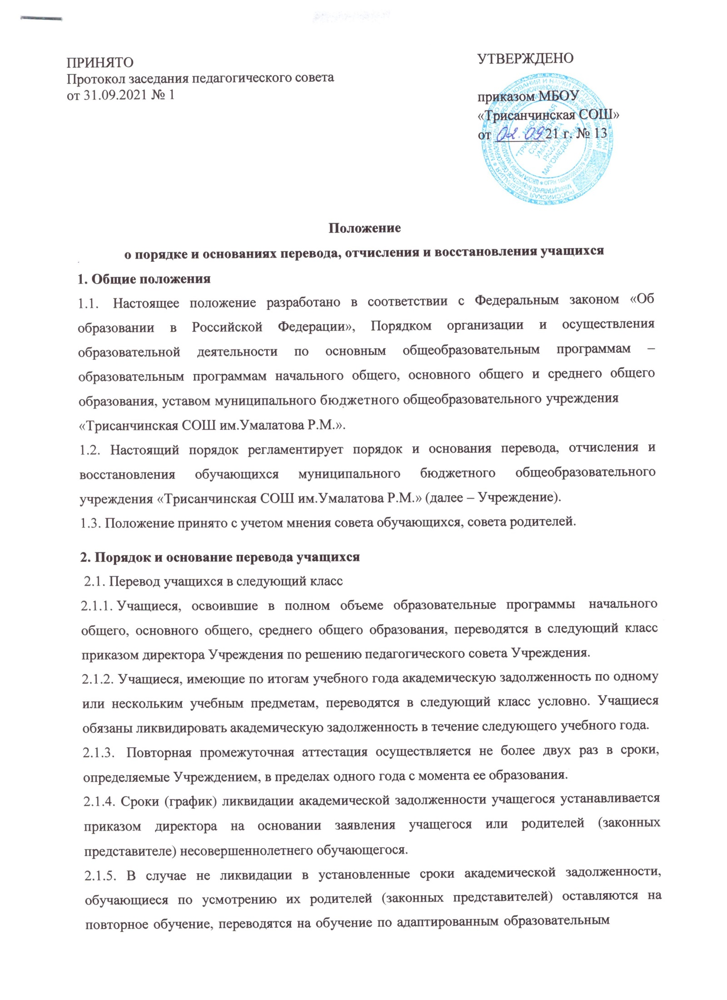 ПРИНЯТО
Протокол заседания педагогического совета
от 31.09.2021 № 1
УТВЕРЖДЕНО
приказом МБОУ
«Трисанчинская СОШ»
от 02.09 21 г. № 13
МБОУ
"ТРИСАНЧИНСКАЯ
СОШ ИМЕНИ
УМАЛАТОВА
РАМАЗАНА
МАГОМЕДОВИЧА"
Положение
о порядке и основаниях перевода, отчисления и восстановления учащихся
1. Общие положения
1.1. Настоящее положение разработано в соответствии с Федеральным законом «Об
образовании в Российской Федерации», Порядком организации и осуществления
образовательной деятельности по основным общеобразовательным программам –
образовательным программам начального общего, основного общего и среднего общего
образования, уставом муниципального бюджетного общеобразовательного учреждения
«Трисанчинская СОШ им.Умалатова Р.М.».
1.2. Настоящий порядок регламентирует порядок и основания перевода, отчисления и
восстановления обучающихся муниципального бюджетного общеобразовательного
учреждения «Трисанчинская СОШ им.Умалатова Р.М.» (далее – Учреждение).
1.3. Положение принято с учетом мнения совета обучающихся, совета родителей.
2. Порядок и основание перевода учащихся
2.1. Перевод учащихся в следующий класс
2.1.1. Учащиеся, освоившие в полном объеме образовательные программы начального
общего, основного общего, среднего общего образования, переводятся в следующий класс
приказом директора Учреждения по решению педагогического совета Учреждения.
2.1.2. Учащиеся, имеющие по итогам учебного года академическую задолженность по одному
или нескольким учебным предметам, переводятся в следующий класс условно. Учащиеся
обязаны ликвидировать академическую задолженность в течение следующего учебного года.
2.1.3. Повторная промежуточная аттестация осуществляется не более двух раз в сроки,
определяемые Учреждением, в пределах одного года с момента ее образования.
2.1.4. Сроки (график) ликвидации академической задолженности учащегося устанавливается
приказом директора на основании заявления учащегося или родителей (законных
представителе) несовершеннолетнего обучающегося.
2.1.5. В случае не ликвидации в установленные сроки академической задолженности,
обучающиеся по усмотрению их родителей (законных представителей) оставляются на
повторное обучение, переводятся на обучение по адаптированным образовательным